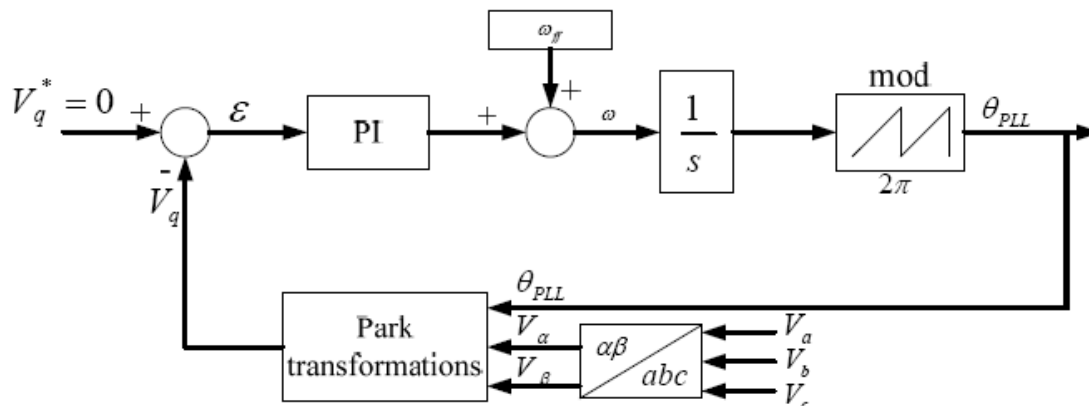 ω_ff
mod
V_q^* = 0
+
ε
PI
+
+
ω
1
s
θ_PLL
2π
-
V_q
θ_PLL
Park
transformations
V_α
V_β
αβ
abc
V_a
V_b